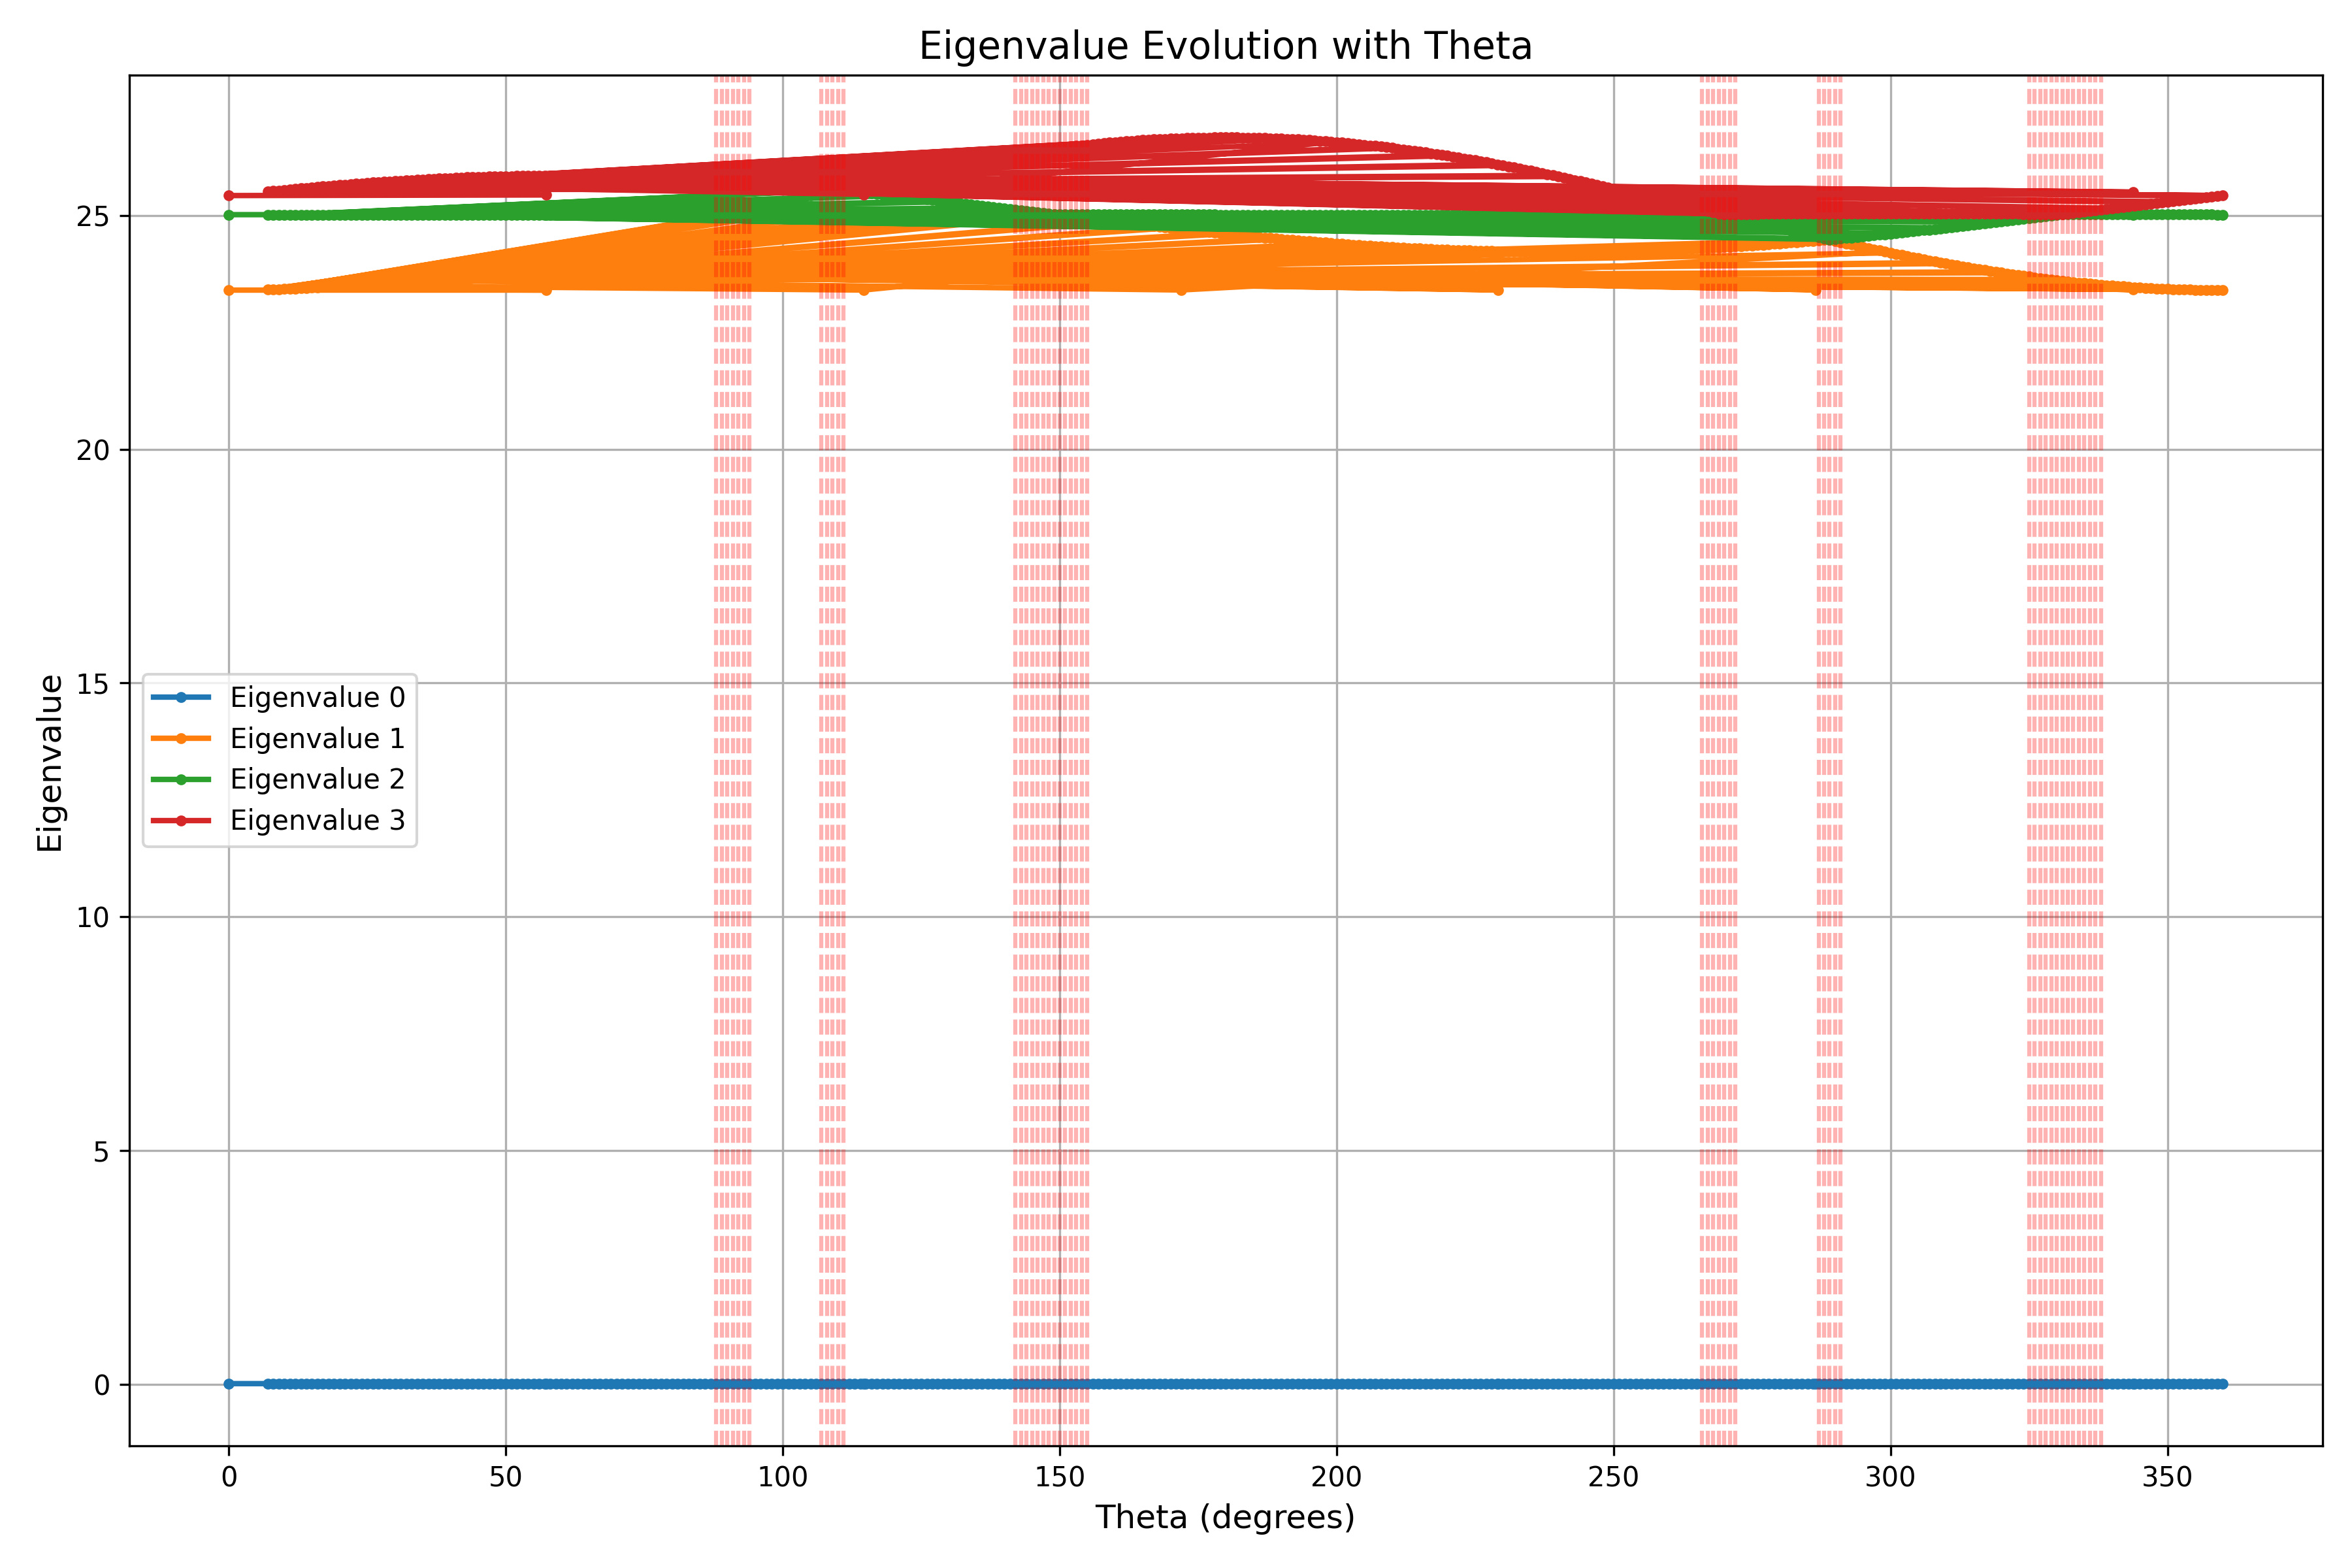 Eigenvalue Evolution with Theta
Eigenvalue
25
20
15
10
5
0
Eigenvalue 0
Eigenvalue 1
Eigenvalue 2
Eigenvalue 3
0 50 100 150 200 250 300 350
Theta (degrees)